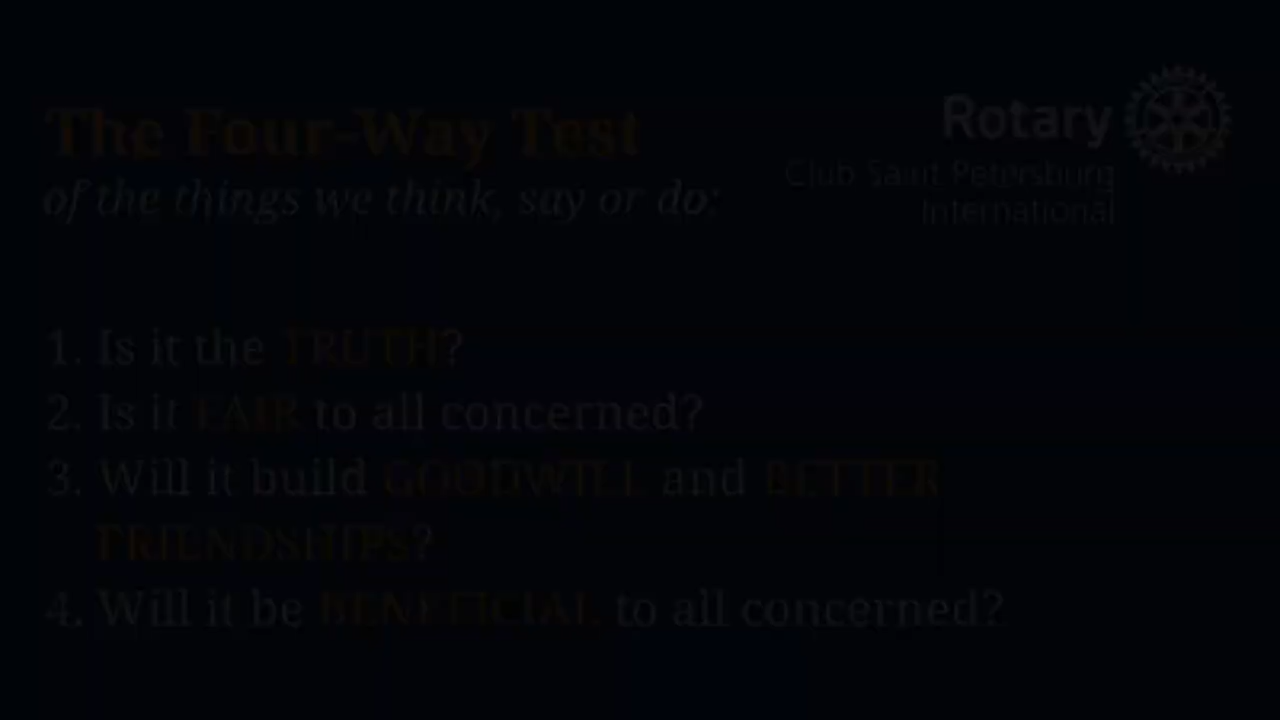 The Four-Way Test
of the things we think, say or do:
Rotary
Club Saint Petersburg
International
1. Is it the TRUTH?
2. Is it FAIR to all concerned?
3. Will it build GOODWILL and BETTER
FRIENDSHIPS?
4. Will it be BENEFICIAL to all concerned?